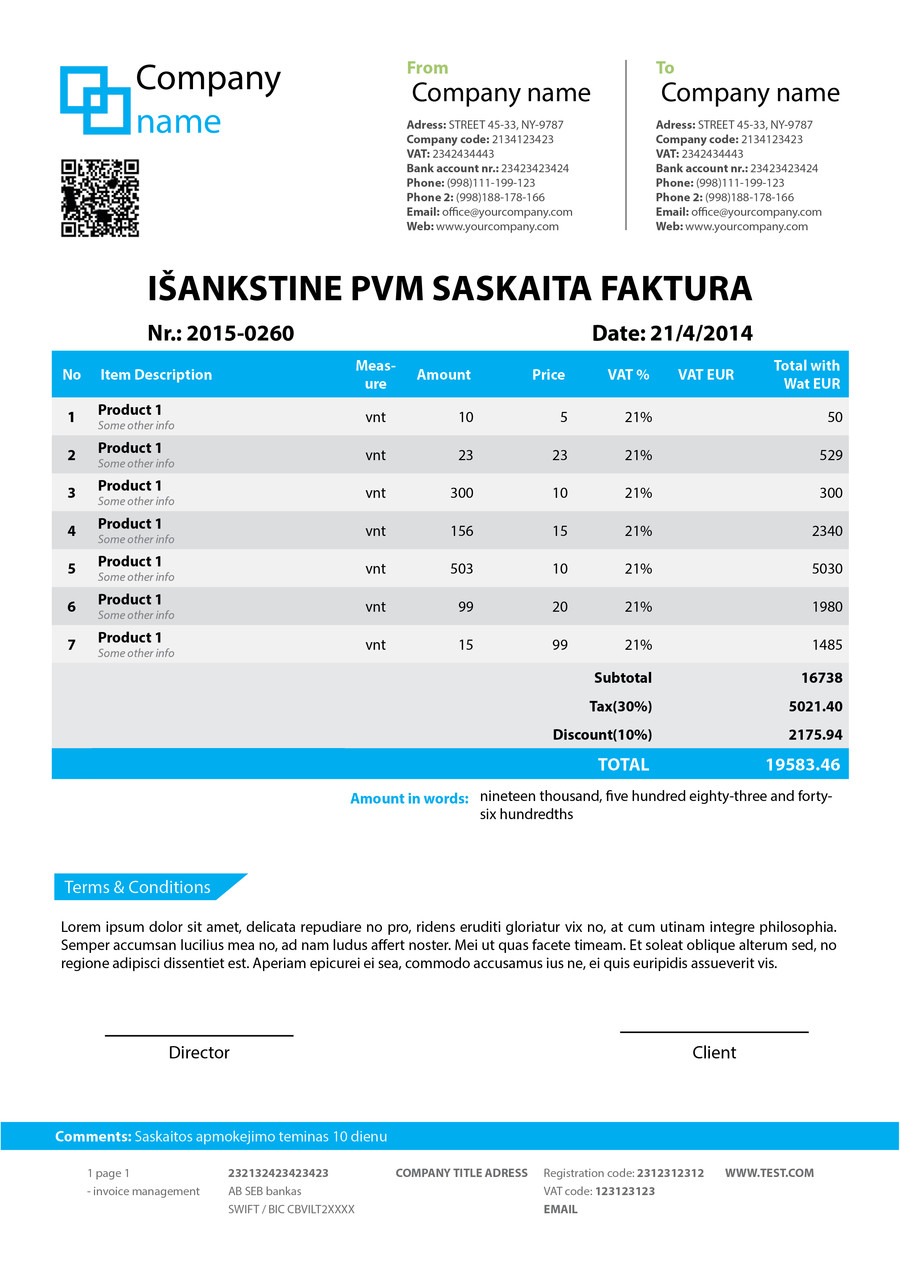 Company
name
From
Company name
Adress: STREET 45-33, NY-9787
Company code: 2134123423
VAT: 2342434443
Bank account nr.: 23423423424
Phone: (998)111-199-123
Phone 2: (998)188-178-166
Email: office@yourcompany.com
Web: www.yourcompany.com
To
Company name
Adress: STREET 45-33, NY-9787
Company code: 2134123423
VAT: 2342434443
Bank account nr.: 23423423424
Phone: (998)111-199-123
Phone 2: (998)188-178-166
Email: office@yourcompany.com
Web: www.yourcompany.com
IŠANKSTINE PVM SASKAITA FAKTURA
Nr.: 2015-0260 Date: 21/4/2014
No Item Description Meas-ure Amount Price VAT % VAT EUR Total with Wat EUR
1 Product 1 vnt 10 5 21% 50
Some other info
2 Product 1 vnt 23 23 21% 529
Some other info
3 Product 1 vnt 300 10 21% 300
Some other info
4 Product 1 vnt 156 15 21% 2340
Some other info
5 Product 1 vnt 503 10 21% 5030
Some other info
6 Product 1 vnt 99 20 21% 1980
Some other info
7 Product 1 vnt 15 99 21% 1485
Some other info
Subtotal 16738
Tax(30%) 5021.40
Discount(10%) 2175.94
TOTAL 19583.46
Amount in words: nineteen thousand, five hundred eighty-three and forty-
six hundredths
Terms & Conditions
Lorem ipsum dolor sit amet, delicata repudiare no pro, ridens eruditi gloriatur vix no, at cum utinam integre philosophia.
Semper accumsan lucilius mea no, ad nam ludus affert noster. Mei ut quas facete timeam. Et soleat oblique alterum sed, no
regione adipisci dissentiet est. Aperiam epicurei ei sea, commodo accusamus ius ne, ei quis euripidis assueverit vis.
Director Client
Comments: Saskaitos apmokejimo teminas 10 dienu
1 page 1 232132423423423 COMPANY TITLE ADRESS Registration code: 2312312312 WWW.TEST.COM
- invoice management AB SEB bankas VAT code: 123123123
SWIFT / BIC CBVILT2XXXX EMAIL